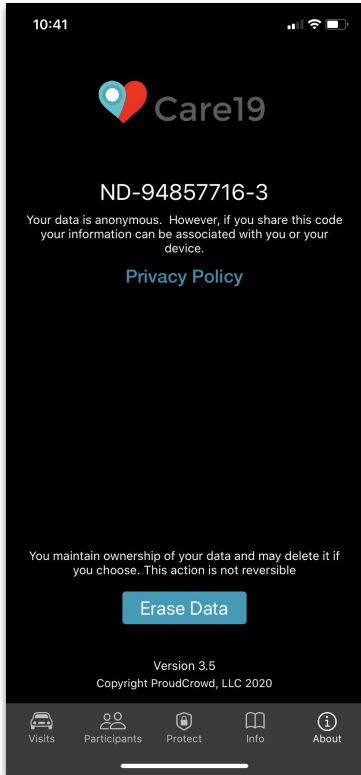 10:41
Care19
ND-94857716-3
Your data is anonymous.  However, if you share this code
your information can be associated with you or your
device.
Privacy Policy
You maintain ownership of your data and may delete it if
you choose. This action is not reversible
Erase Data
Version 3.5
Copyright ProudCrowd, LLC 2020
Visits
Participants
Protect
Info
About